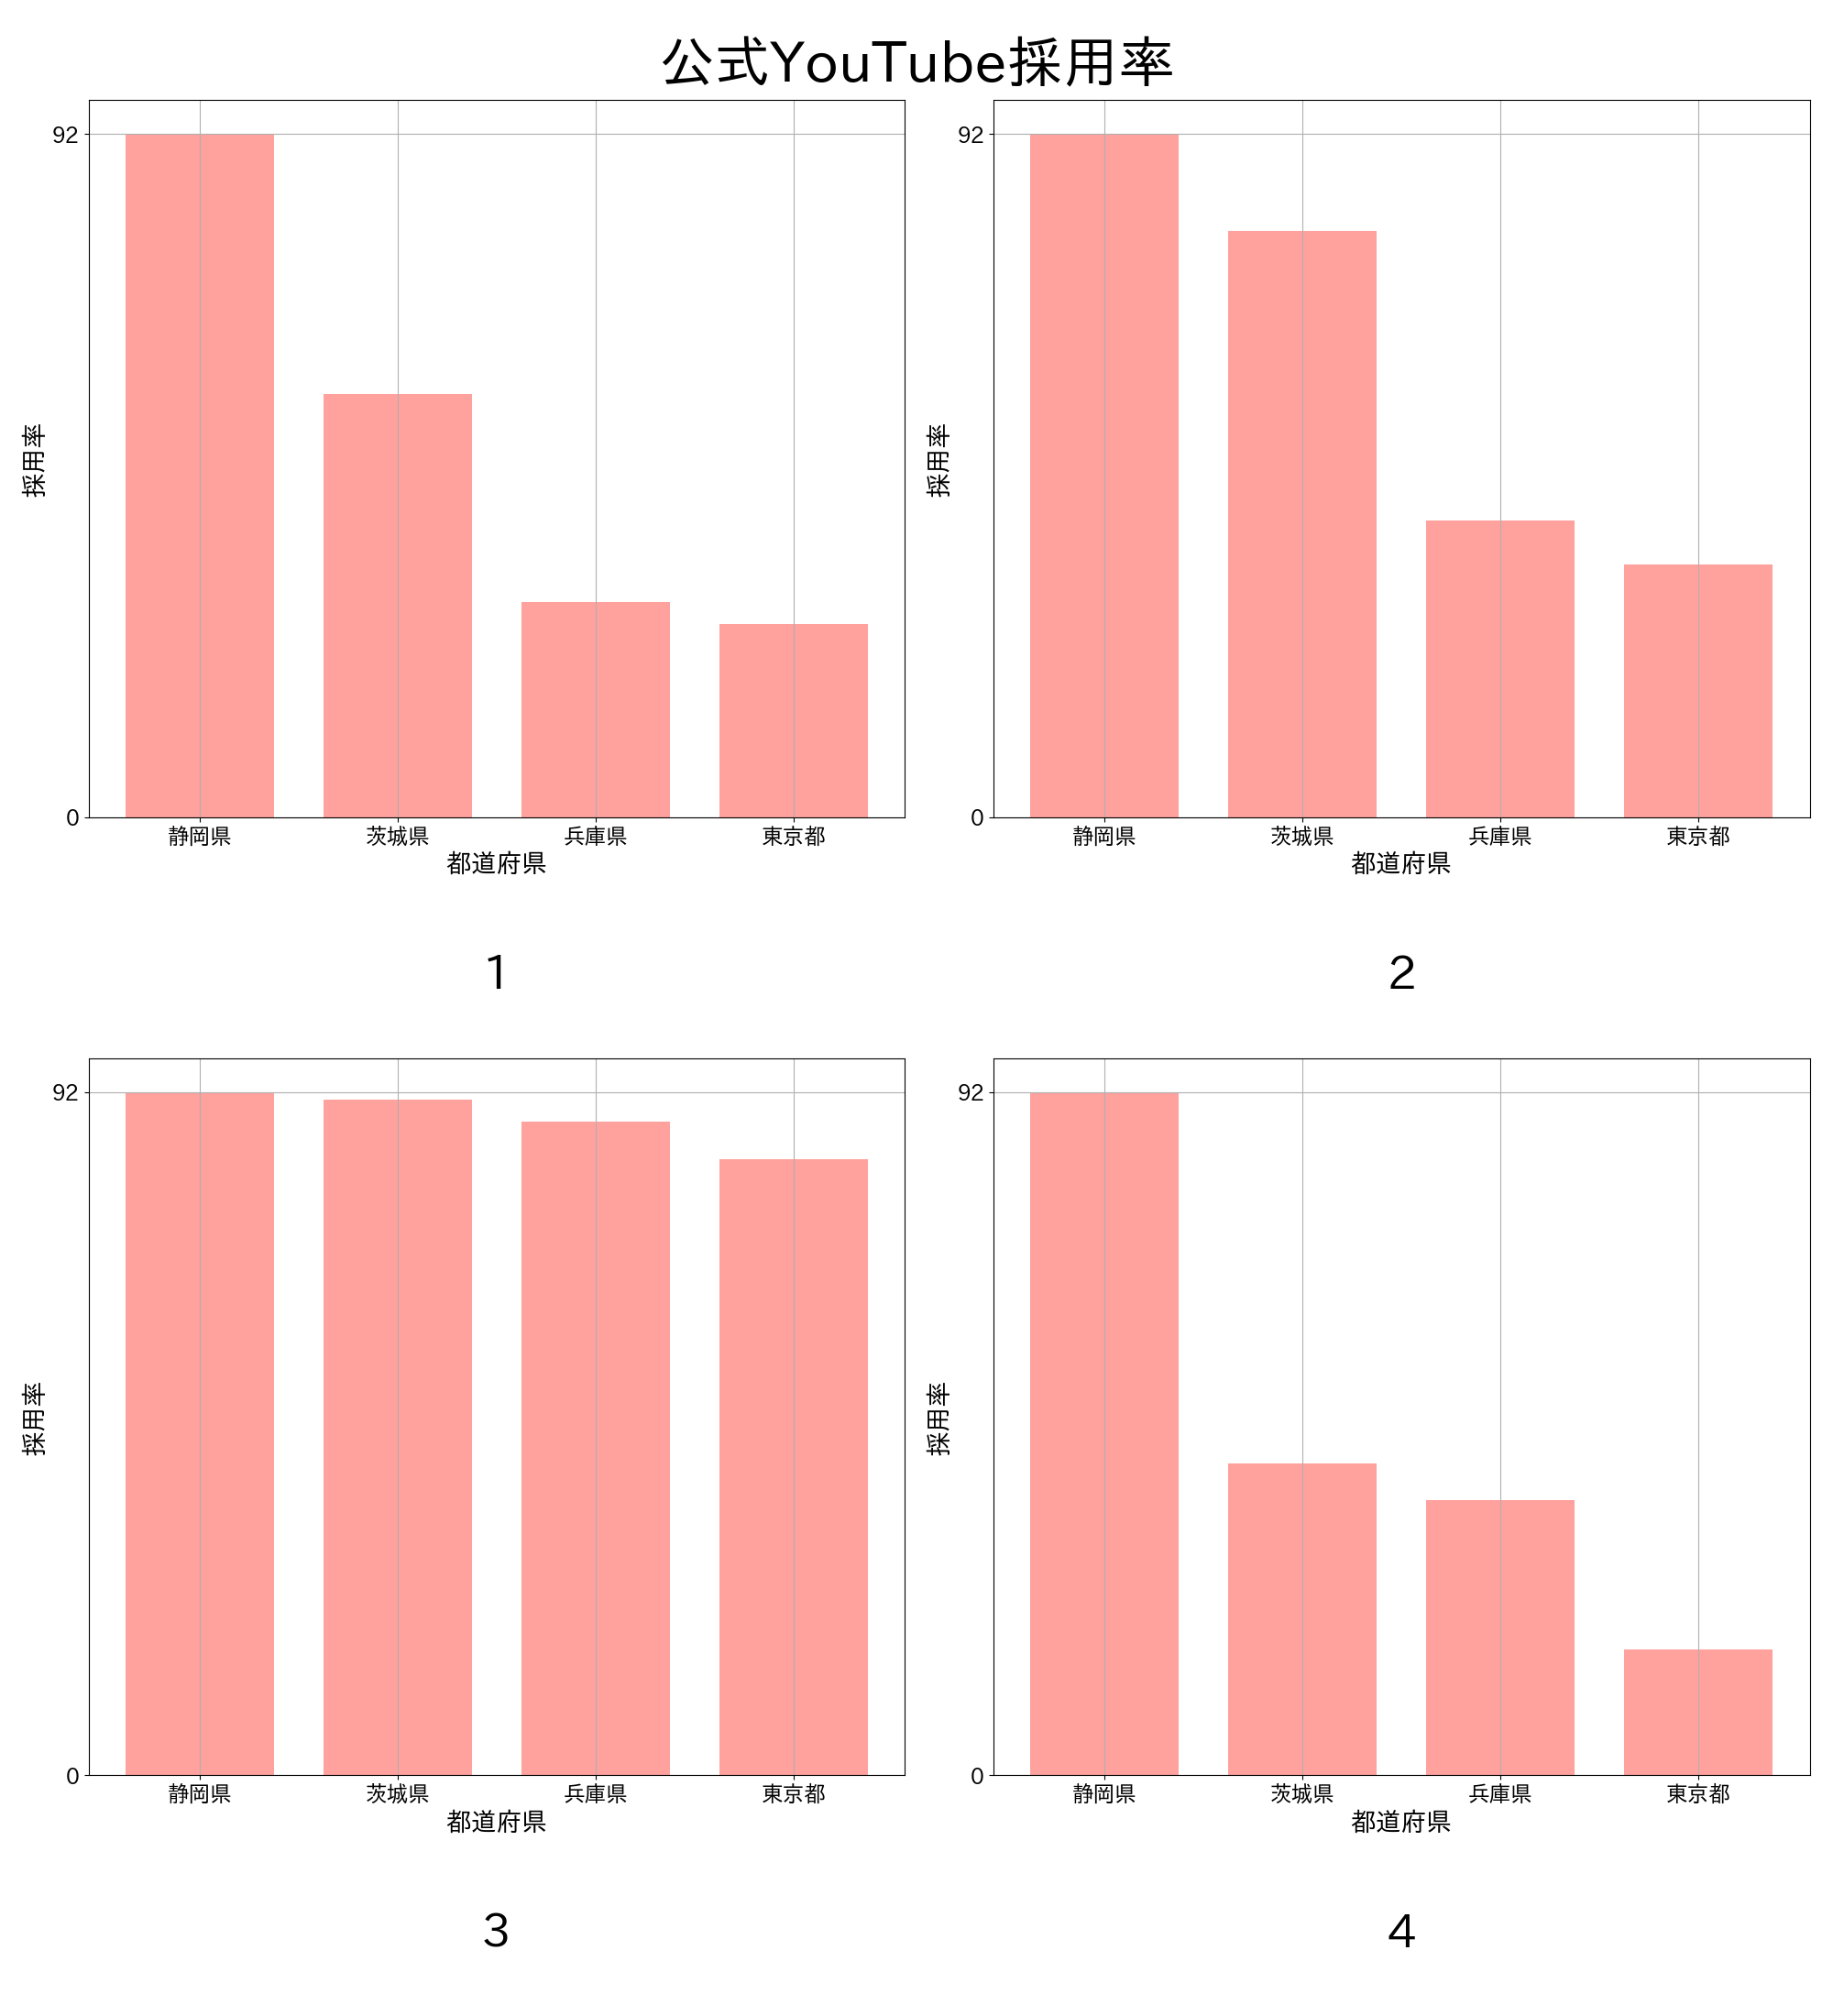 公式YouTube採用率
92
0
採用率
静岡県 茨城県 兵庫県 東京都
都道府県
1
92
0
採用率
静岡県 茨城県 兵庫県 東京都
都道府県
2
92
0
採用率
静岡県 茨城県 兵庫県 東京都
都道府県
3
92
0
採用率
静岡県 茨城県 兵庫県 東京都
都道府県
4